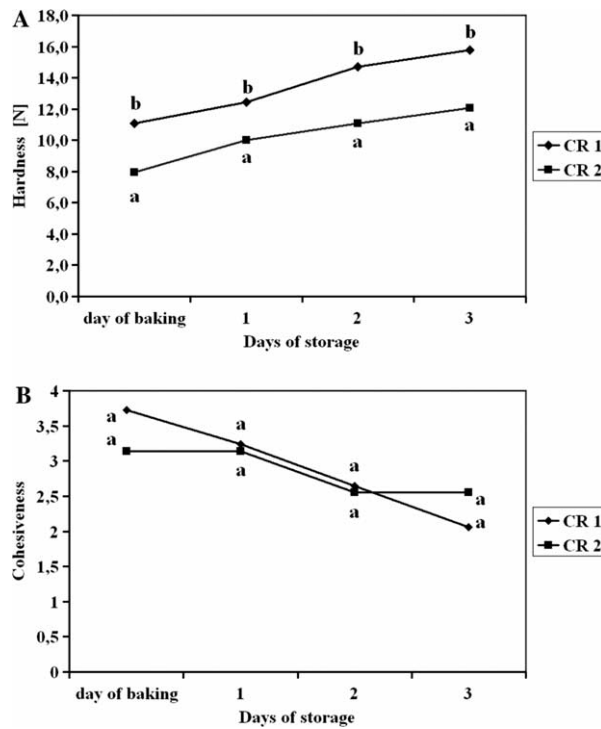 A
18,0
16,0
14,0
12,0
10,0
8,0
6,0
4,0
2,0
0,0
Hardness [N]
b
b
b
b
a
a
a
a
day of baking 1 2 3
Days of storage
CR 1
CR 2
B
4
3,5
3
2,5
2
1,5
1
0,5
0
Cohesiveness
a
a
a
a
a
a
a
a
day of baking 1 2 3
Days of storage
CR 1
CR 2